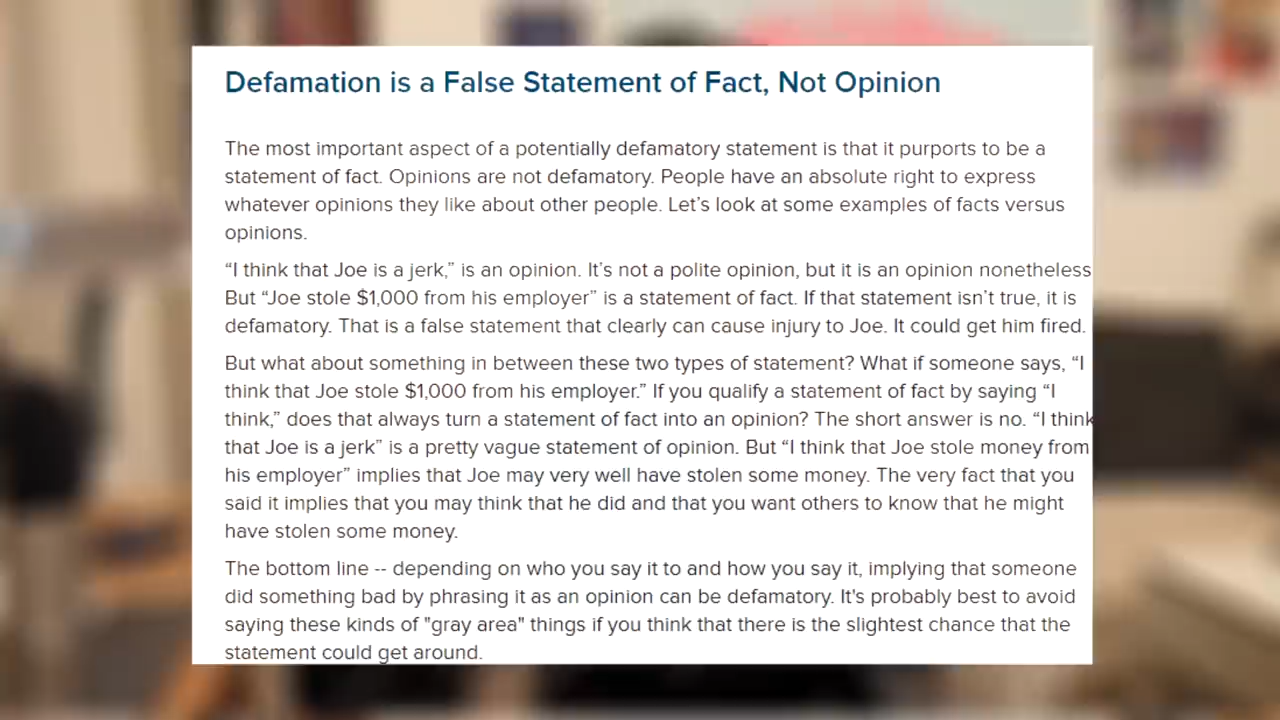 Defamation is a False Statement of Fact, Not Opinion
The most important aspect of a potentially defamatory statement is that it purports to be a
statement of fact. Opinions are not defamatory. People have an absolute right to express
whatever opinions they like about other people. Let’s look at some examples of facts versus
opinions.
“I think that Joe is a jerk,” is an opinion. It’s not a polite opinion, but it is an opinion nonetheless
But “Joe stole $1,000 from his employer” is a statement of fact. If that statement isn’t true, it is
defamatory. That is a false statement that clearly can cause injury to Joe. It could get him fired.
But what about something in between these two types of statement? What if someone says, “I
think that Joe stole $1,000 from his employer.” If you qualify a statement of fact by saying “I
think,” does that always turn a statement of fact into an opinion? The short answer is no. “I think
that Joe is a jerk” is a pretty vague statement of opinion. But “I think that Joe stole money from
his employer” implies that Joe may very well have stolen some money. The very fact that you
said it implies that you may think that he did and that you want others to know that he might
have stolen some money.
The bottom line -- depending on who you say it to and how you say it, implying that someone
did something bad by phrasing it as an opinion can be defamatory. It's probably best to avoid
saying these kinds of "gray area" things if you think that there is the slightest chance that the
statement could get around.